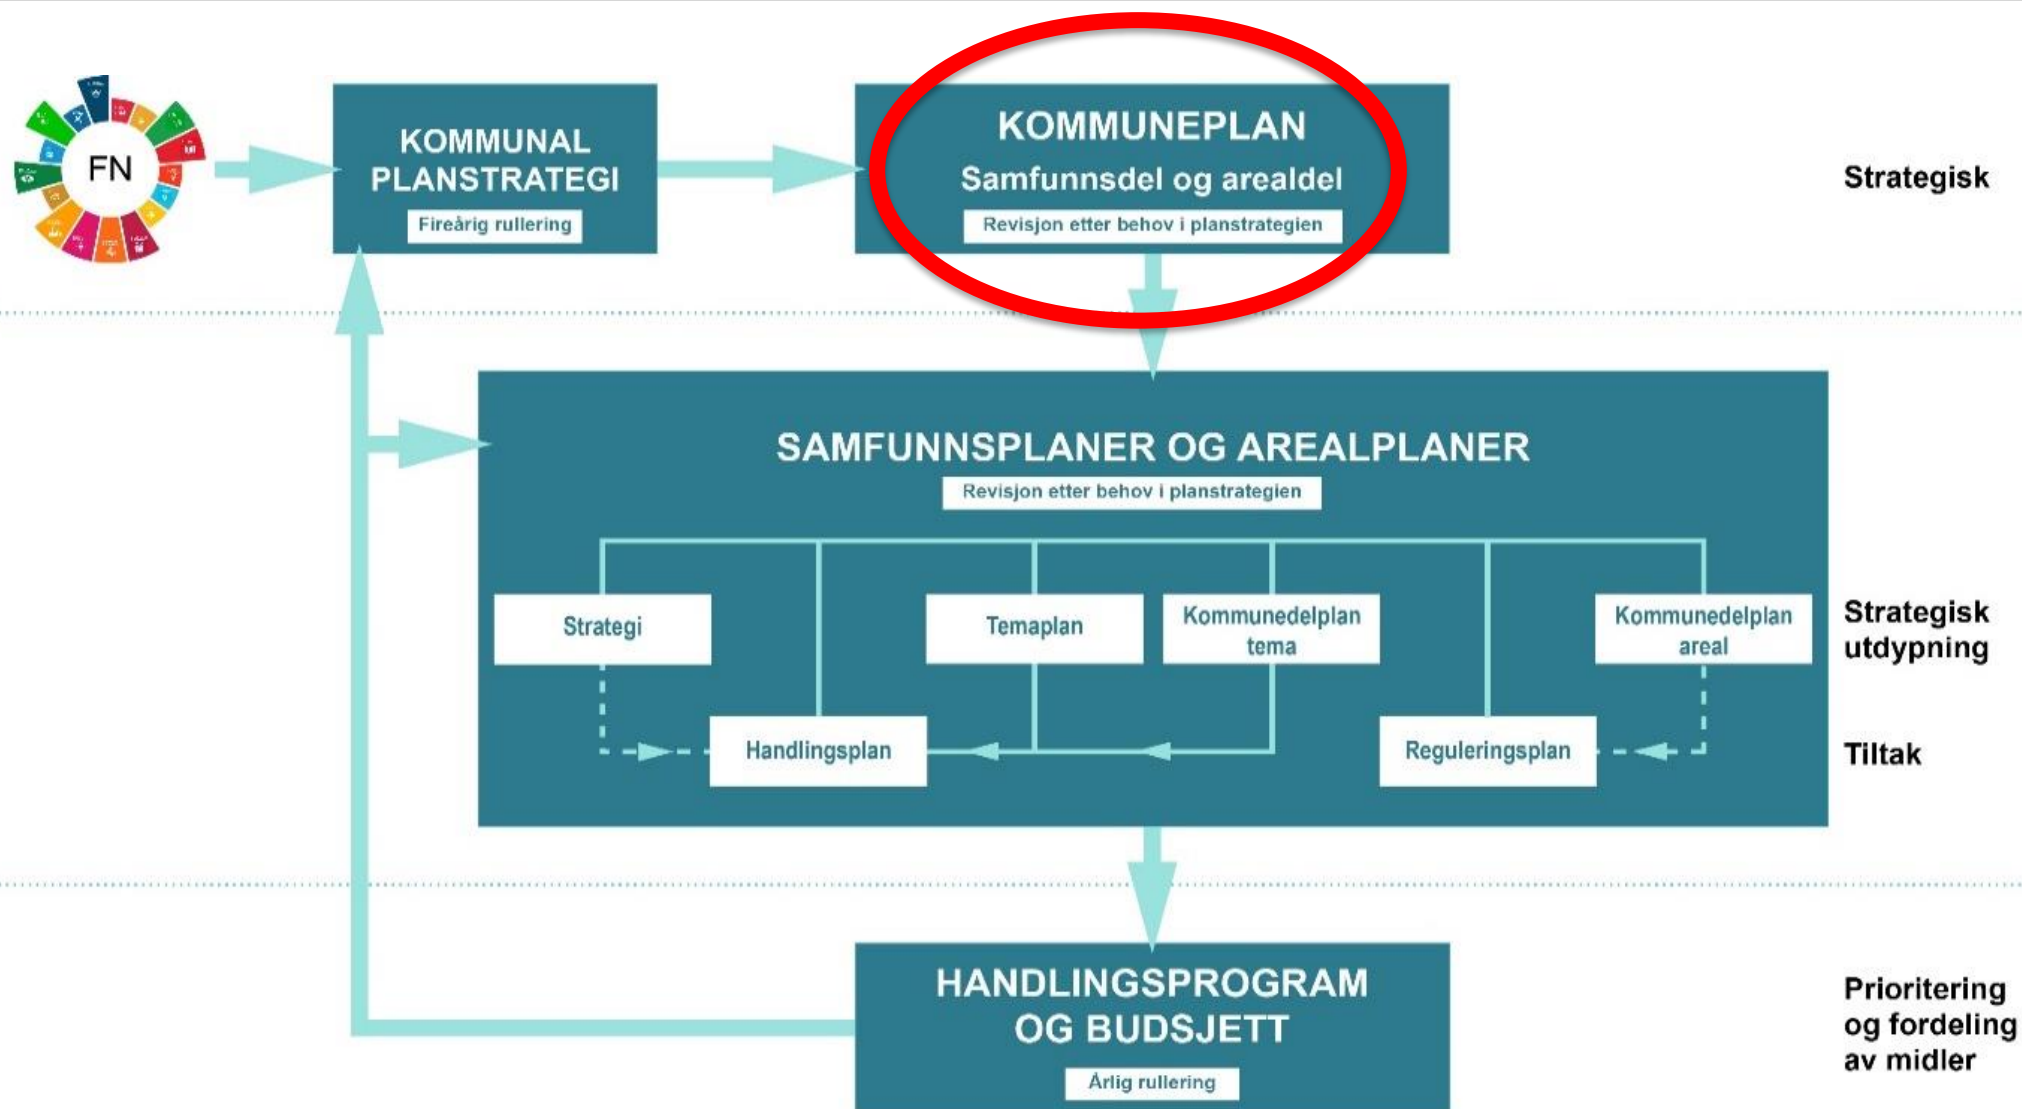 FN
KOMMUNAL
PLANSTRATEGI
Fireårig rullering
KOMMUNEPLAN
Samfunnsdel og arealdel
Revisjon etter behov i planstrategien
Strategisk
SAMFUNNSPLANER OG AREALPLANER
Revisjon etter behov i planstrategien
Strategi
Temaplan
Kommunedelplan
tema
Kommunedelplan
areal
Strategisk
utdypning
Handlingsplan
Reguleringsplan
Tiltak
HANDLINGSPROGRAM
OG BUDSJETT
Årlig rullering
Prioritering
og fordeling
av midler